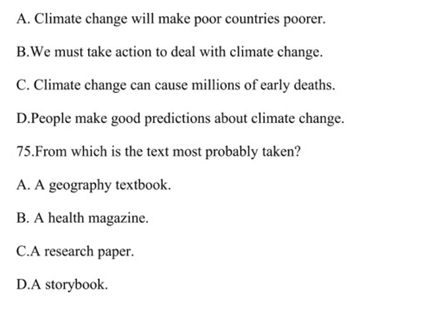 A. Climate change will make poor countries poorer.
B.We must take action to deal with climate change.
C. Climate change can cause millions of early deaths.
D.People make good predictions about climate change.
75.From which is the text most probably taken?
A. A geography textbook.
B. A health magazine.
C.A research paper.
D.A storybook.